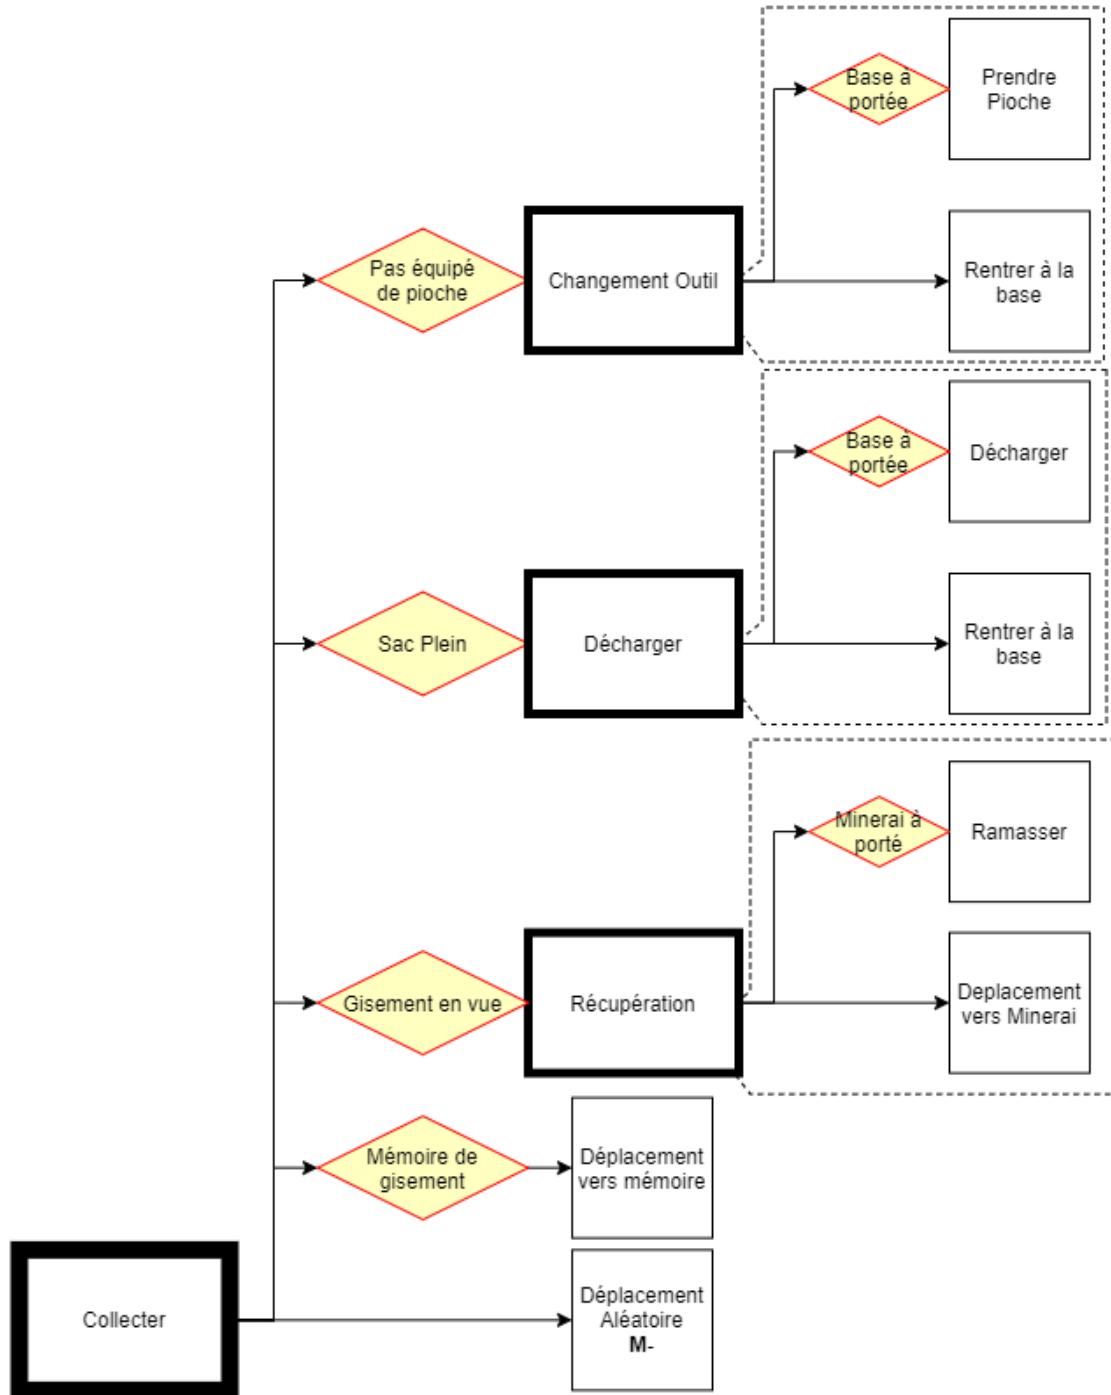 Base à
portée
Prendre
Pioche
Pas équipé
de pioche
Changement Outil
Rentrer à la
base
Base à
portée
Décharger
Sac Plein
Décharger
Rentrer à la
base
Minerai à
porté
Ramasser
Gisement en vue
Récupération
Deplacement
vers Minerai
Mémoire de
gisement
Déplacement
vers mémoire
Collecter
Déplacement
Aléatoire
M-